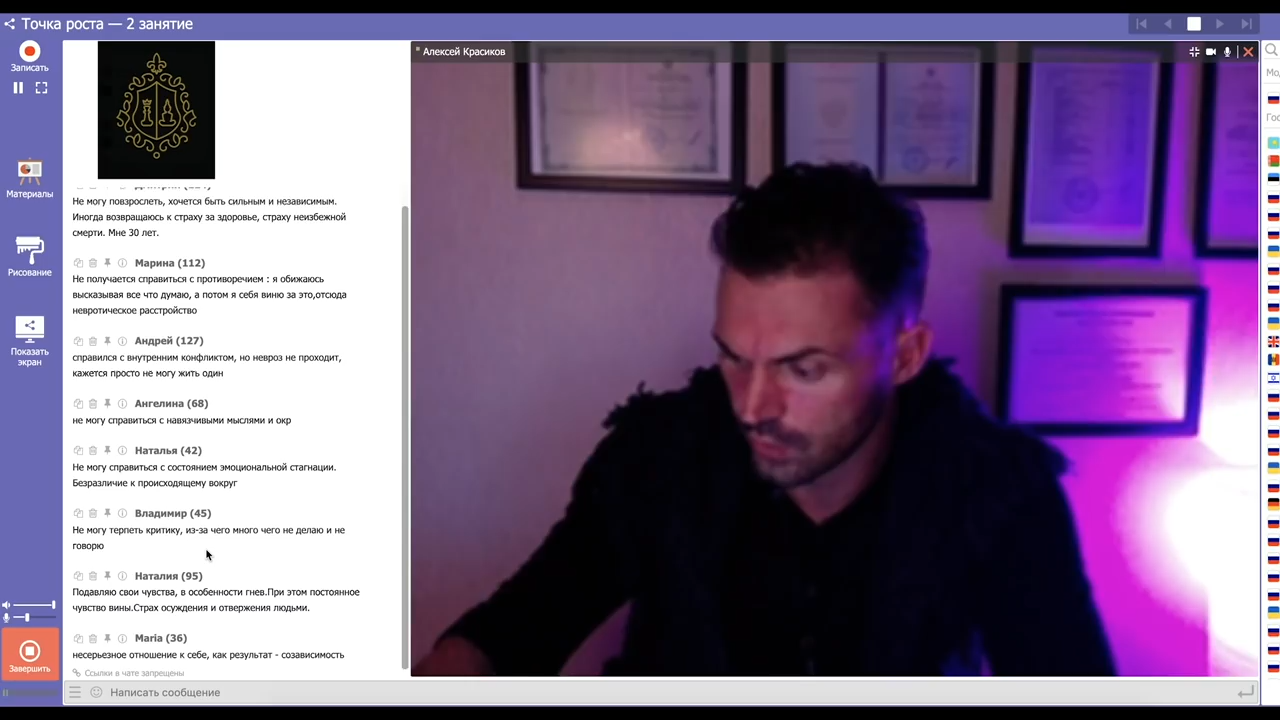 Точка роста — 2 занятие
Записать
Материалы
Рисование
Показать
экран
Завершить
Не могу повзрослеть, хочется быть сильным и независимым.
Иногда возвращаюсь к страху за здоровье, страху неизбежной
смерти. Мне 30 лет.
Марина (112)
Не получается справиться с противоречием : я обижаюсь
высказывая все что думаю, а потом я себя виню за это,отсюда
невротическое расстройство
Андрей (127)
справился с внутренним конфликтом, но невроз не проходит,
кажется просто не могу жить один
Ангелина (68)
не могу справиться с навязчивыми мыслями и окр
Наталья (42)
Не могу справиться с состоянием эмоциональной стагнации.
Безразличие к происходящему вокруг
Владимир (45)
Не могу терпеть критику, из-за чего много чего не делаю и не
говорю
Наталия (95)
Подавляю свои чувства, в особенности гнев.При этом постоянное
чувство вины.Страх осуждения и отвержения людьми.
Maria (36)
несерьезное отношение к себе, как результат - созависимость
Ссылки в чате запрещены
Написать сообщение
Алексей Красиков